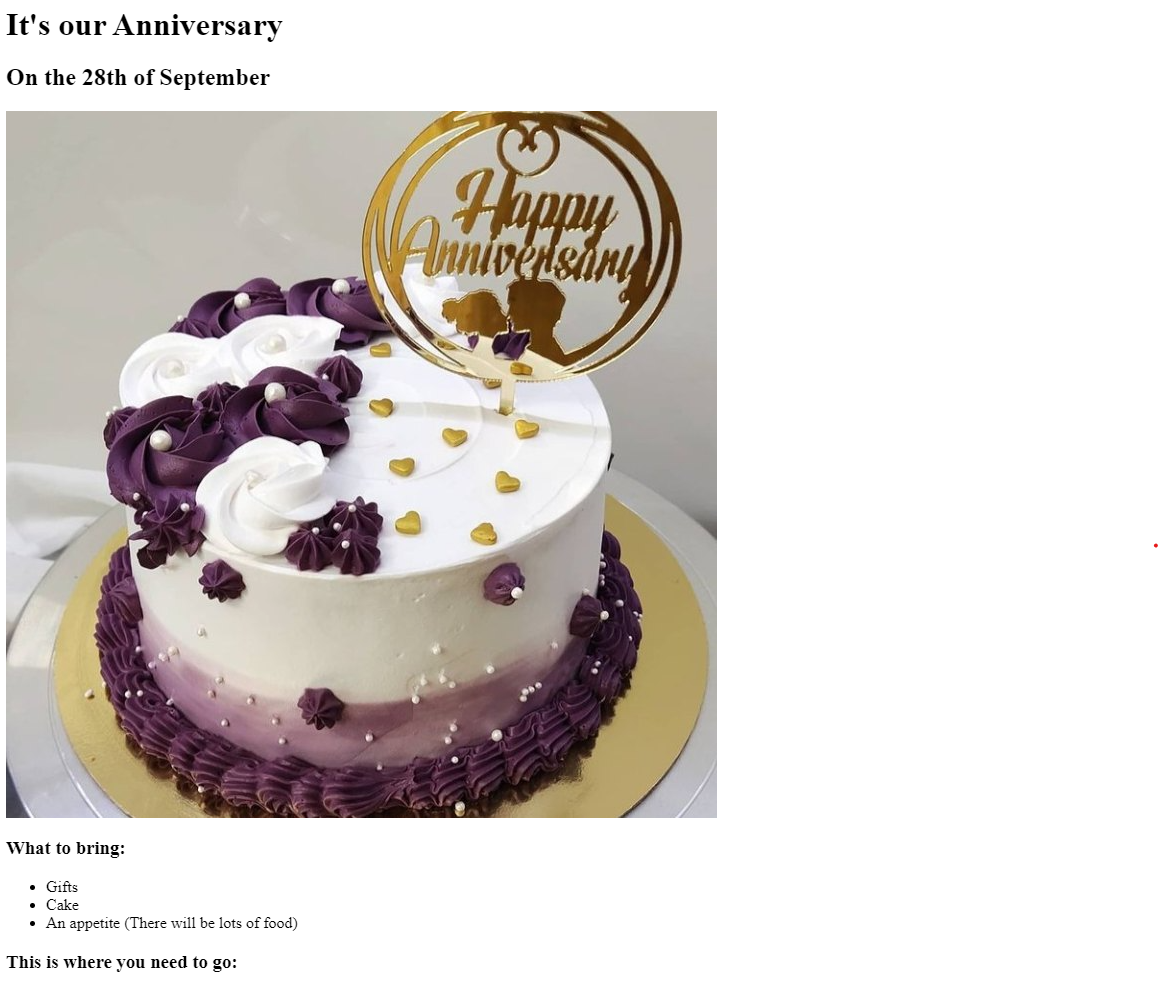 It's our Anniversary
On the 28th of September
Happy
Anniversary
What to bring:
Gifts
Cake
An appetite (There will be lots of food)
This is where you need to go: